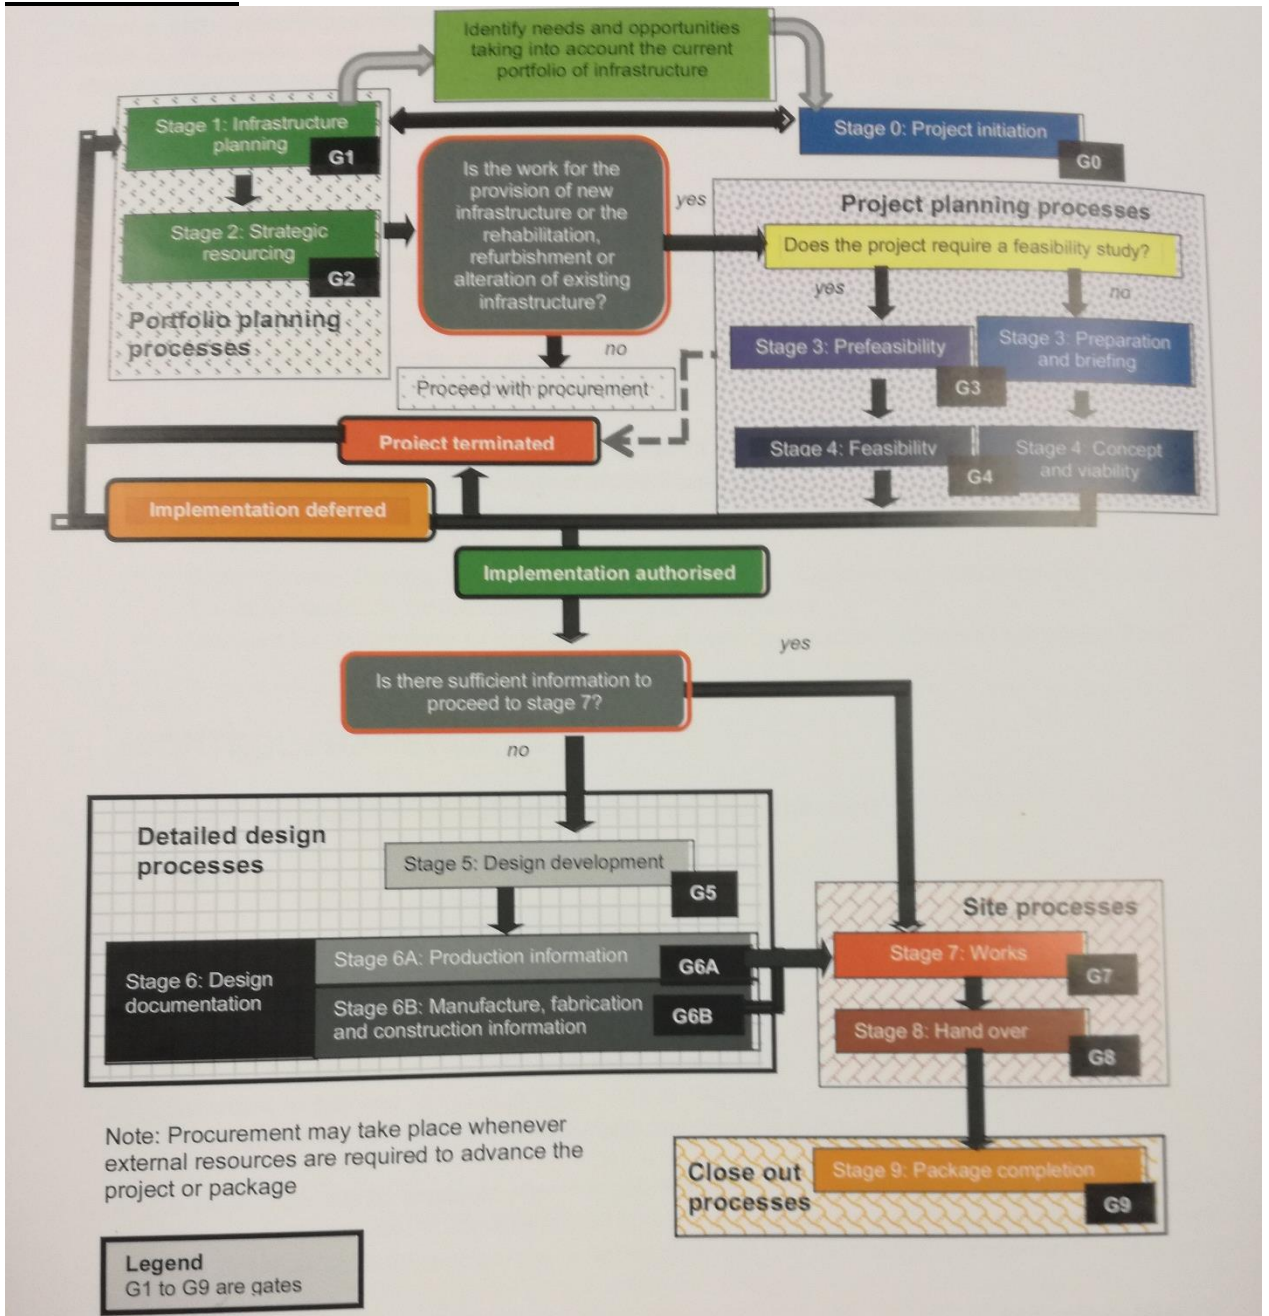 Identify needs and opportunities
taking into account the current
portfolio of infrastructure
Stage 1: Infrastructure
planning
G1
Stage 0: Project initiation
G0
Is the work for the
provision of new
infrastructure or the
rehabilitation,
refurbishment or
alteration of existing
infrastructure?
yes
no
Stage 2: Strategic
resourcing
G2
Portfolio planning
processes
Project planning processes
Does the project require a feasibility study?
yes
no
Stage 3: Prefeasibility
G3
Stage 3: Preparation
and briefing
Proceed with procurement
Project terminated
Stage 4: Feasibility
G4
Stage 4: Concept
and viability
Implementation deferred
Implementation authorised
Is there sufficient information to
proceed to stage 7?
yes
no
Detailed design
processes
Stage 5: Design development
G5
Stage 6: Design
documentation
Stage 6A: Production information
G6A
Stage 6B: Manufacture, fabrication
and construction information
G6B
Site processes
Stage 7: Works
G7
Stage 8: Hand over
G8
Close out
processes
Stage 9: Package completion
G9
Note: Procurement may take place whenever
external resources are required to advance the
project or package
Legend
G1 to G9 are gates